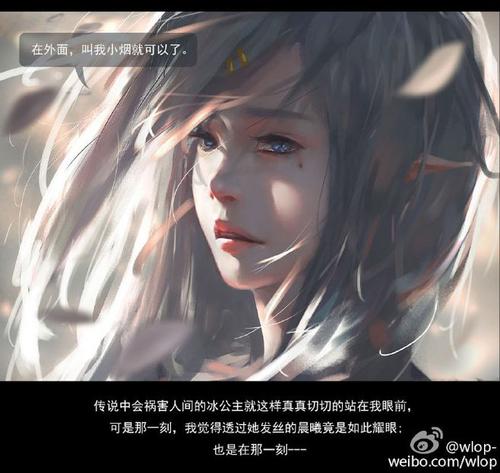 在外面，叫我小烟就可以了。
传说中会祸害人间的冰公主就这样真真切切的站在我眼前，
可是那一刻，我觉得透过她发丝的晨曦竟是如此耀眼；
也是在那一刻---
@wlop-
weibo.com/wlop